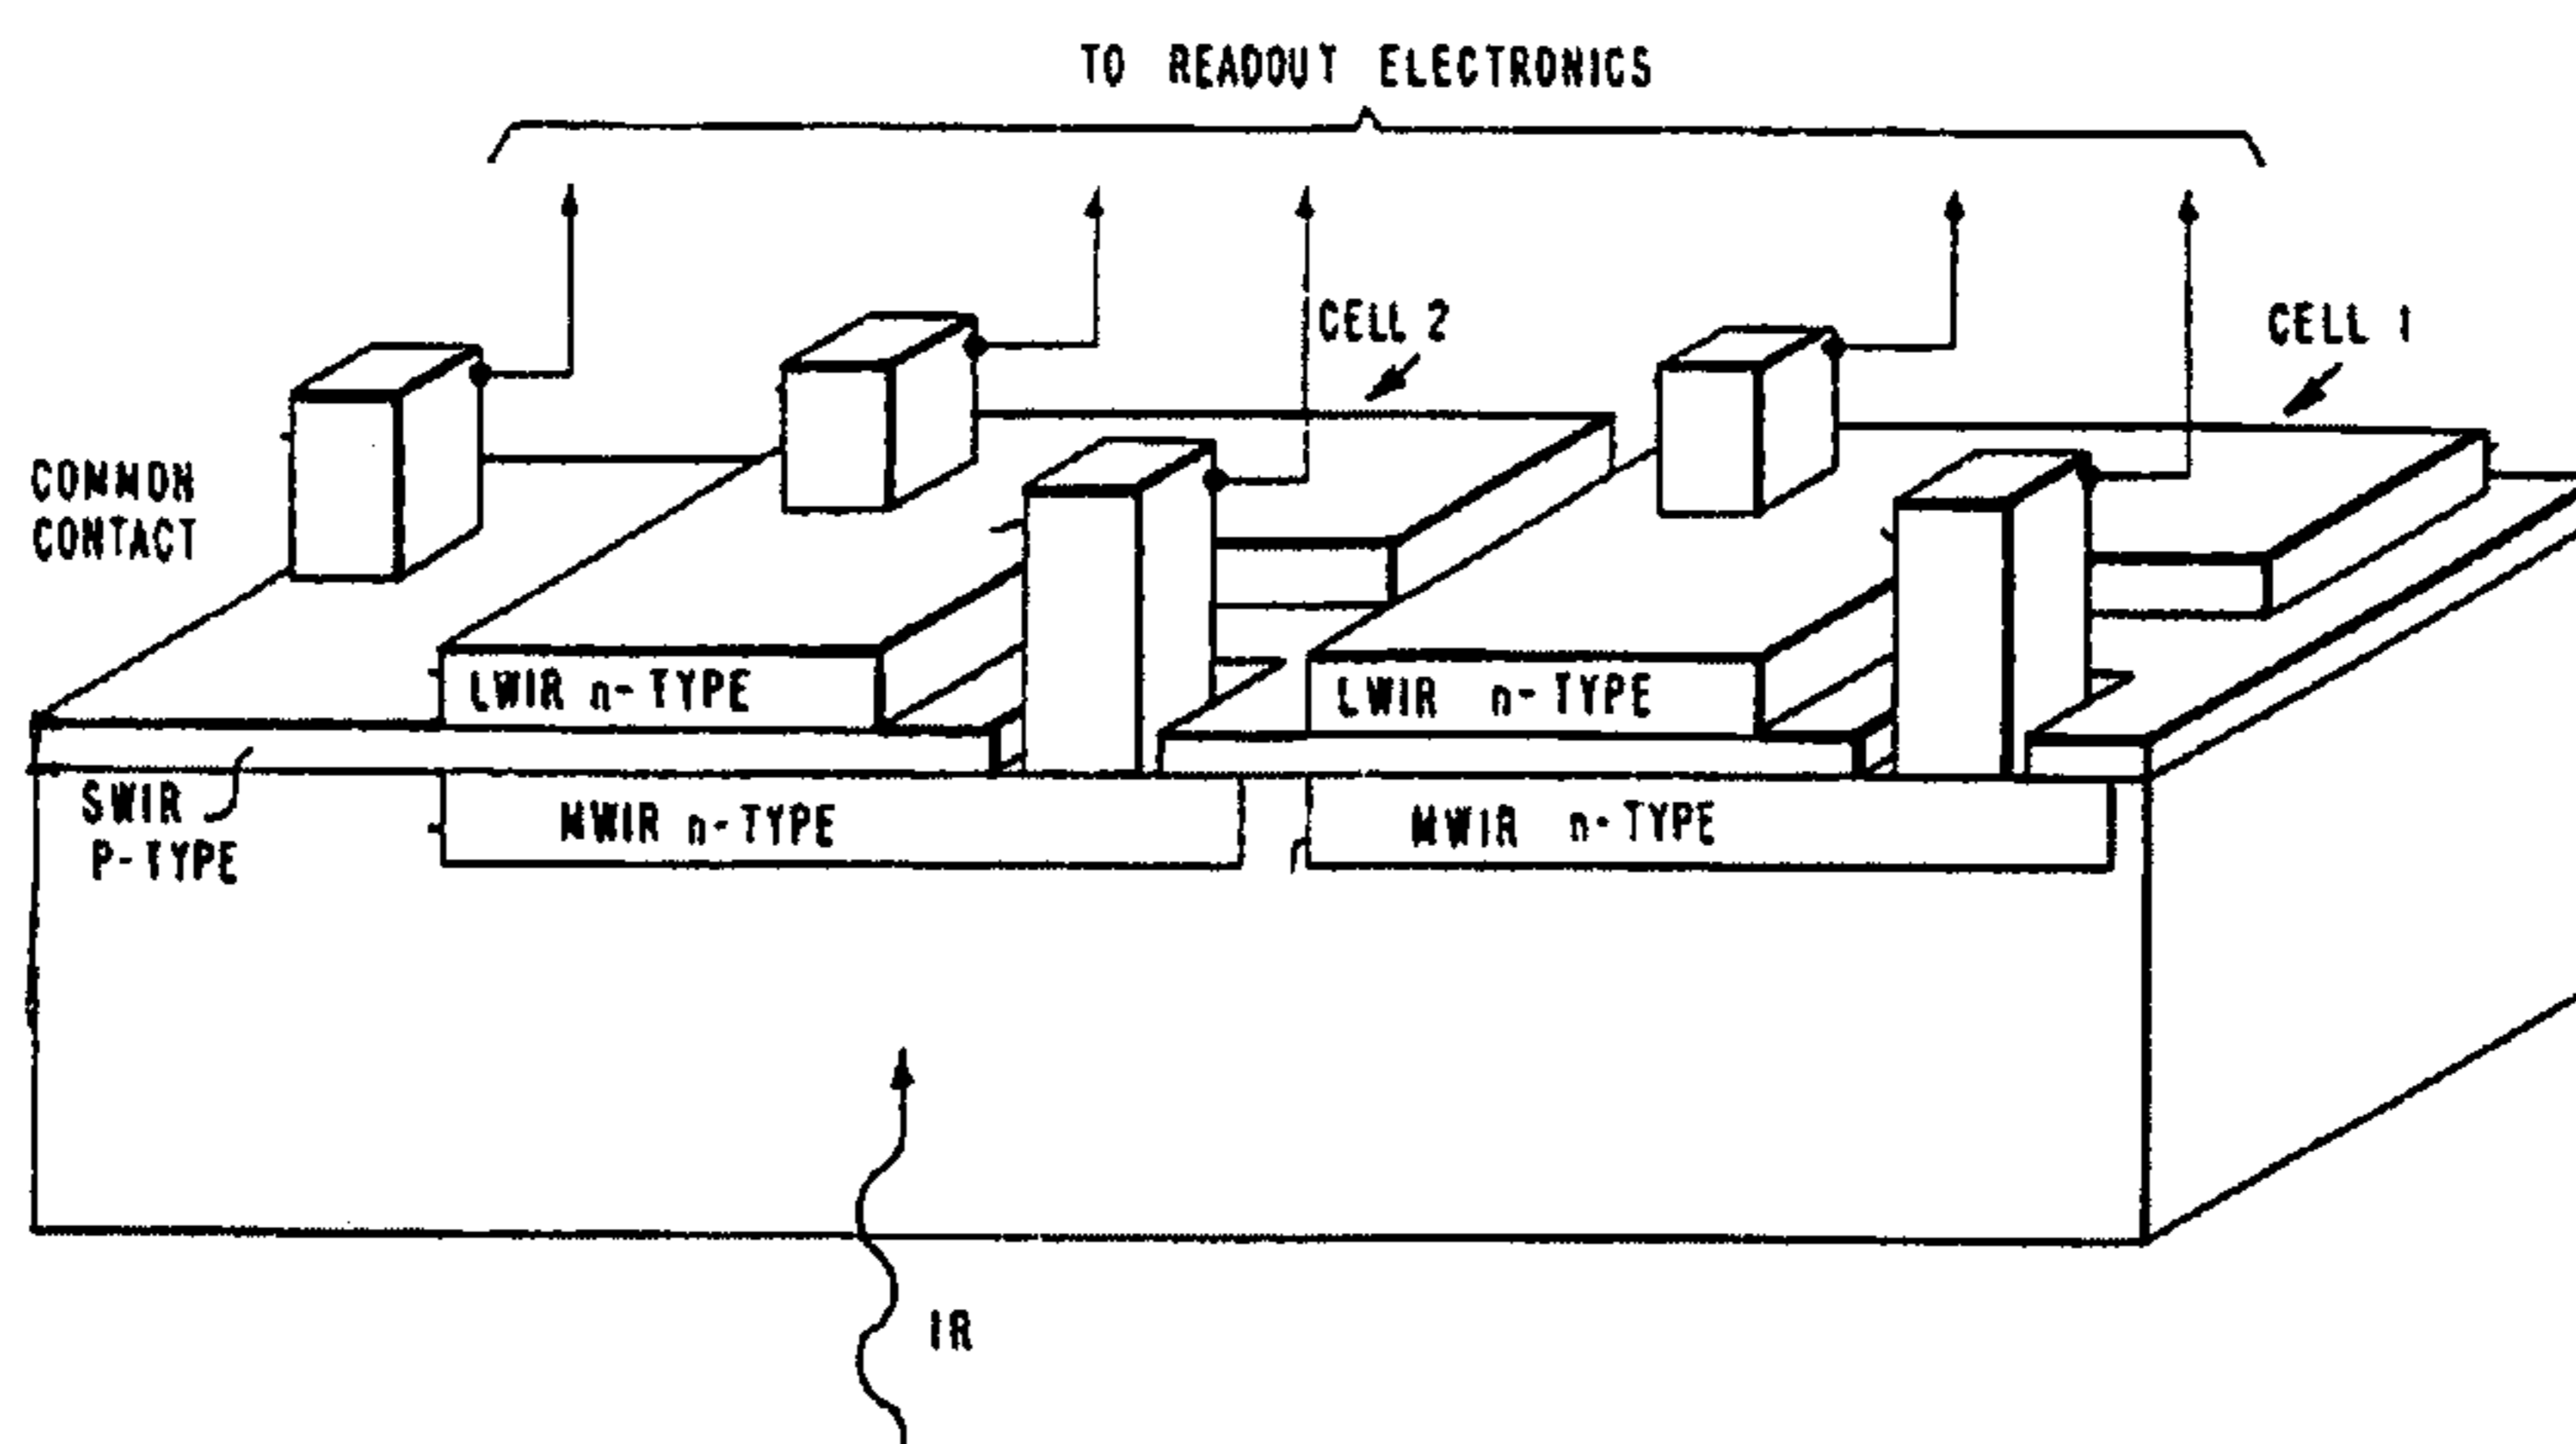 TO READOUT ELECTRONICS
CELL 2
CELL 1
COMMON
CONTACT
LWIR n-TYPE
LWIR n-TYPE
SWIR
P-TYPE
MWIR n-TYPE
MWIR n-TYPE
IR